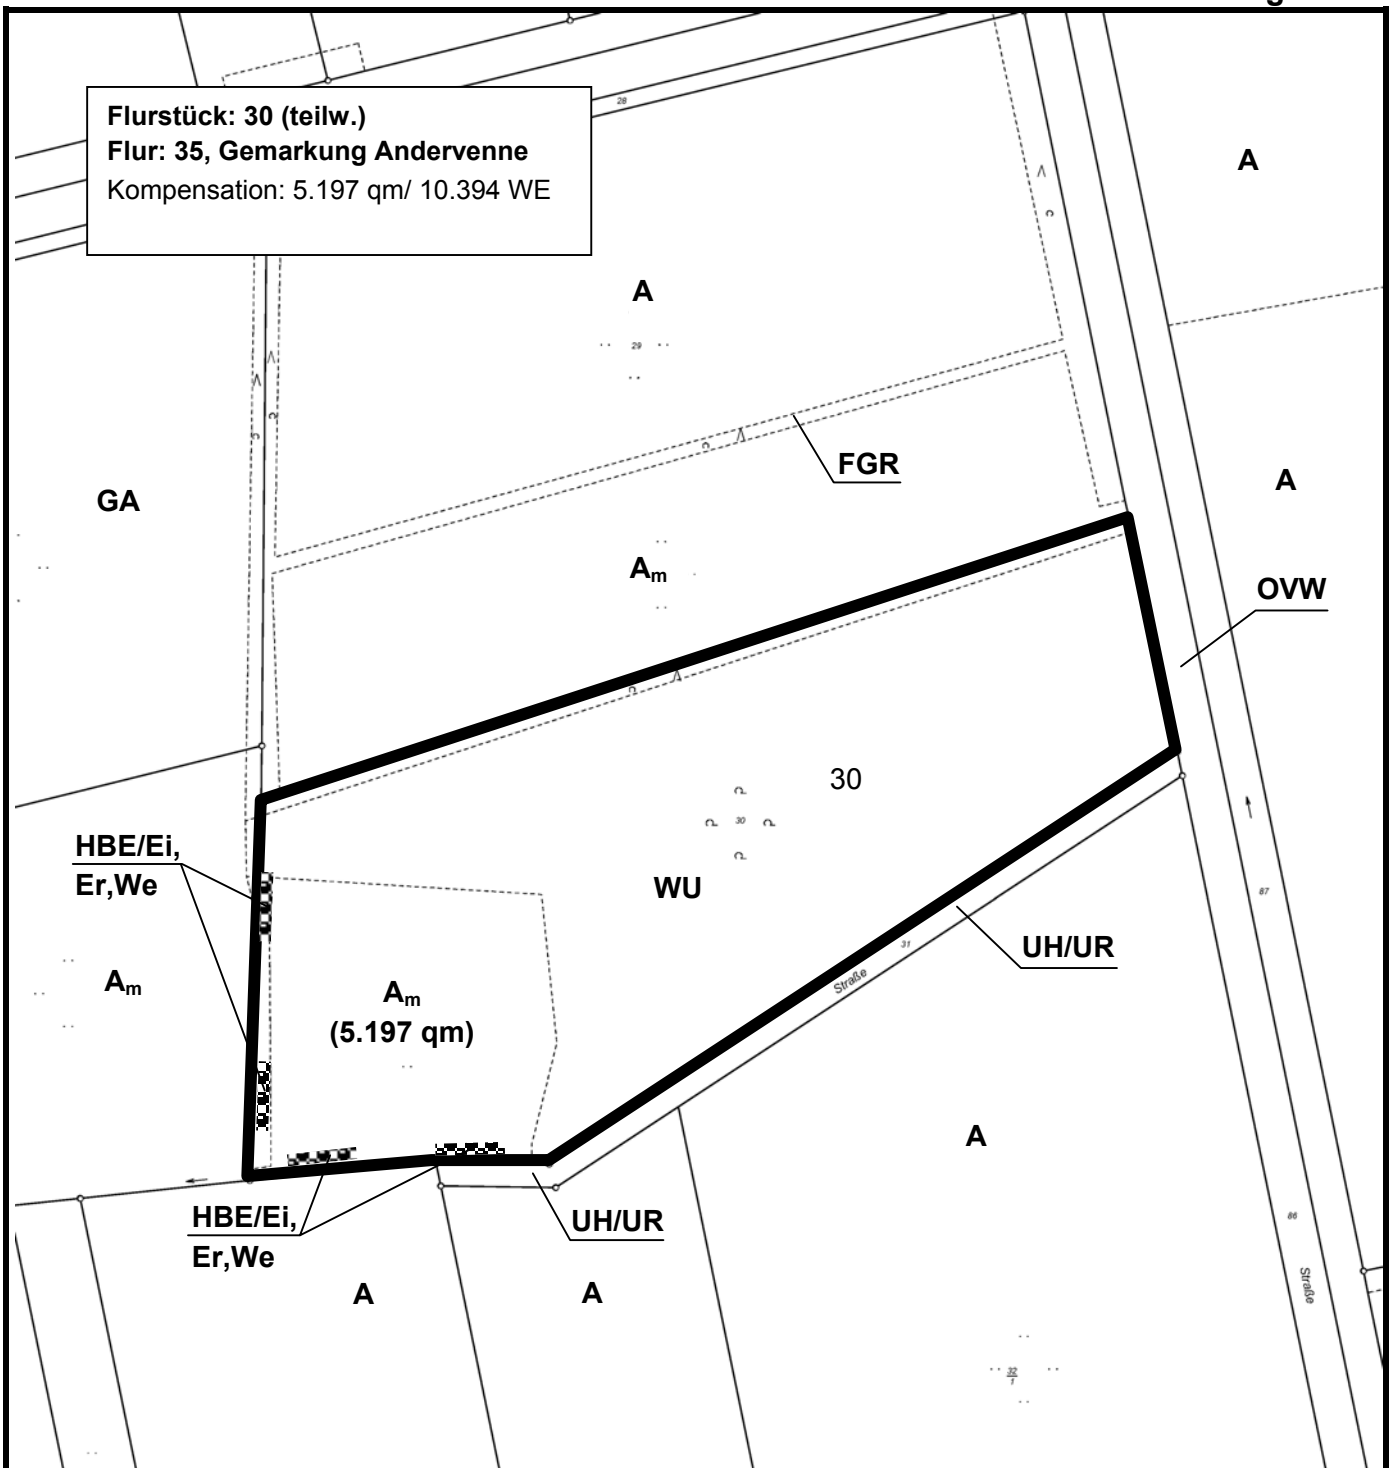 Flurstück: 30 (teilw.)
Flur: 35, Gemarkung Andervenne
Kompensation: 5.197 qm/ 10.394 WE
28
A
A
29
FGR
GA
A
Am
OVW
30
30
HBE/Ei,
Er,We
WU
87
31
UH/UR
Straße
Am
Am
(5.197 qm)
A
HBE/Ei,
Er,We
UH/UR
86
Straße
A
A
32
1